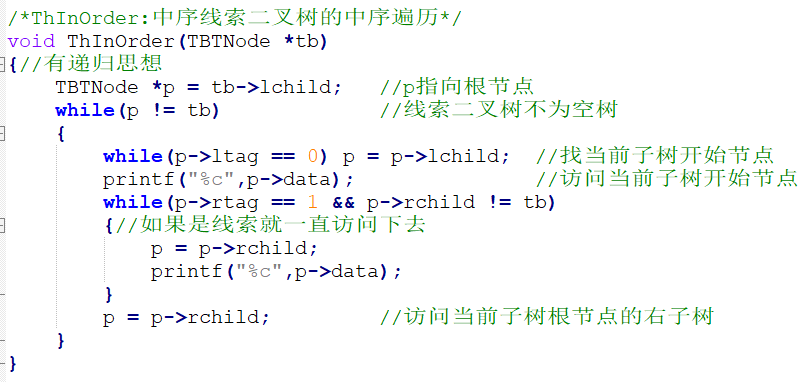 /*ThInOrder:中序线索二叉树的中序遍历*/
void ThInOrder(TBTNode *tb)
{//有递归思想
    TBTNode *p = tb->lchild;   //p指向根节点
    while(p != tb)             //线索二叉树不为空树
    {
        while(p->ltag == 0) p = p->lchild;  //找当前子树开始节点
        printf("%c",p->data);               //访问当前子树开始节点
        while(p->rtag == 1 && p->rchild != tb)
        {//如果是线索就一直访问下去
            p = p->rchild;
            printf("%c",p->data);
        }
        p = p->rchild;         //访问当前子树根节点的右子树
    }
}